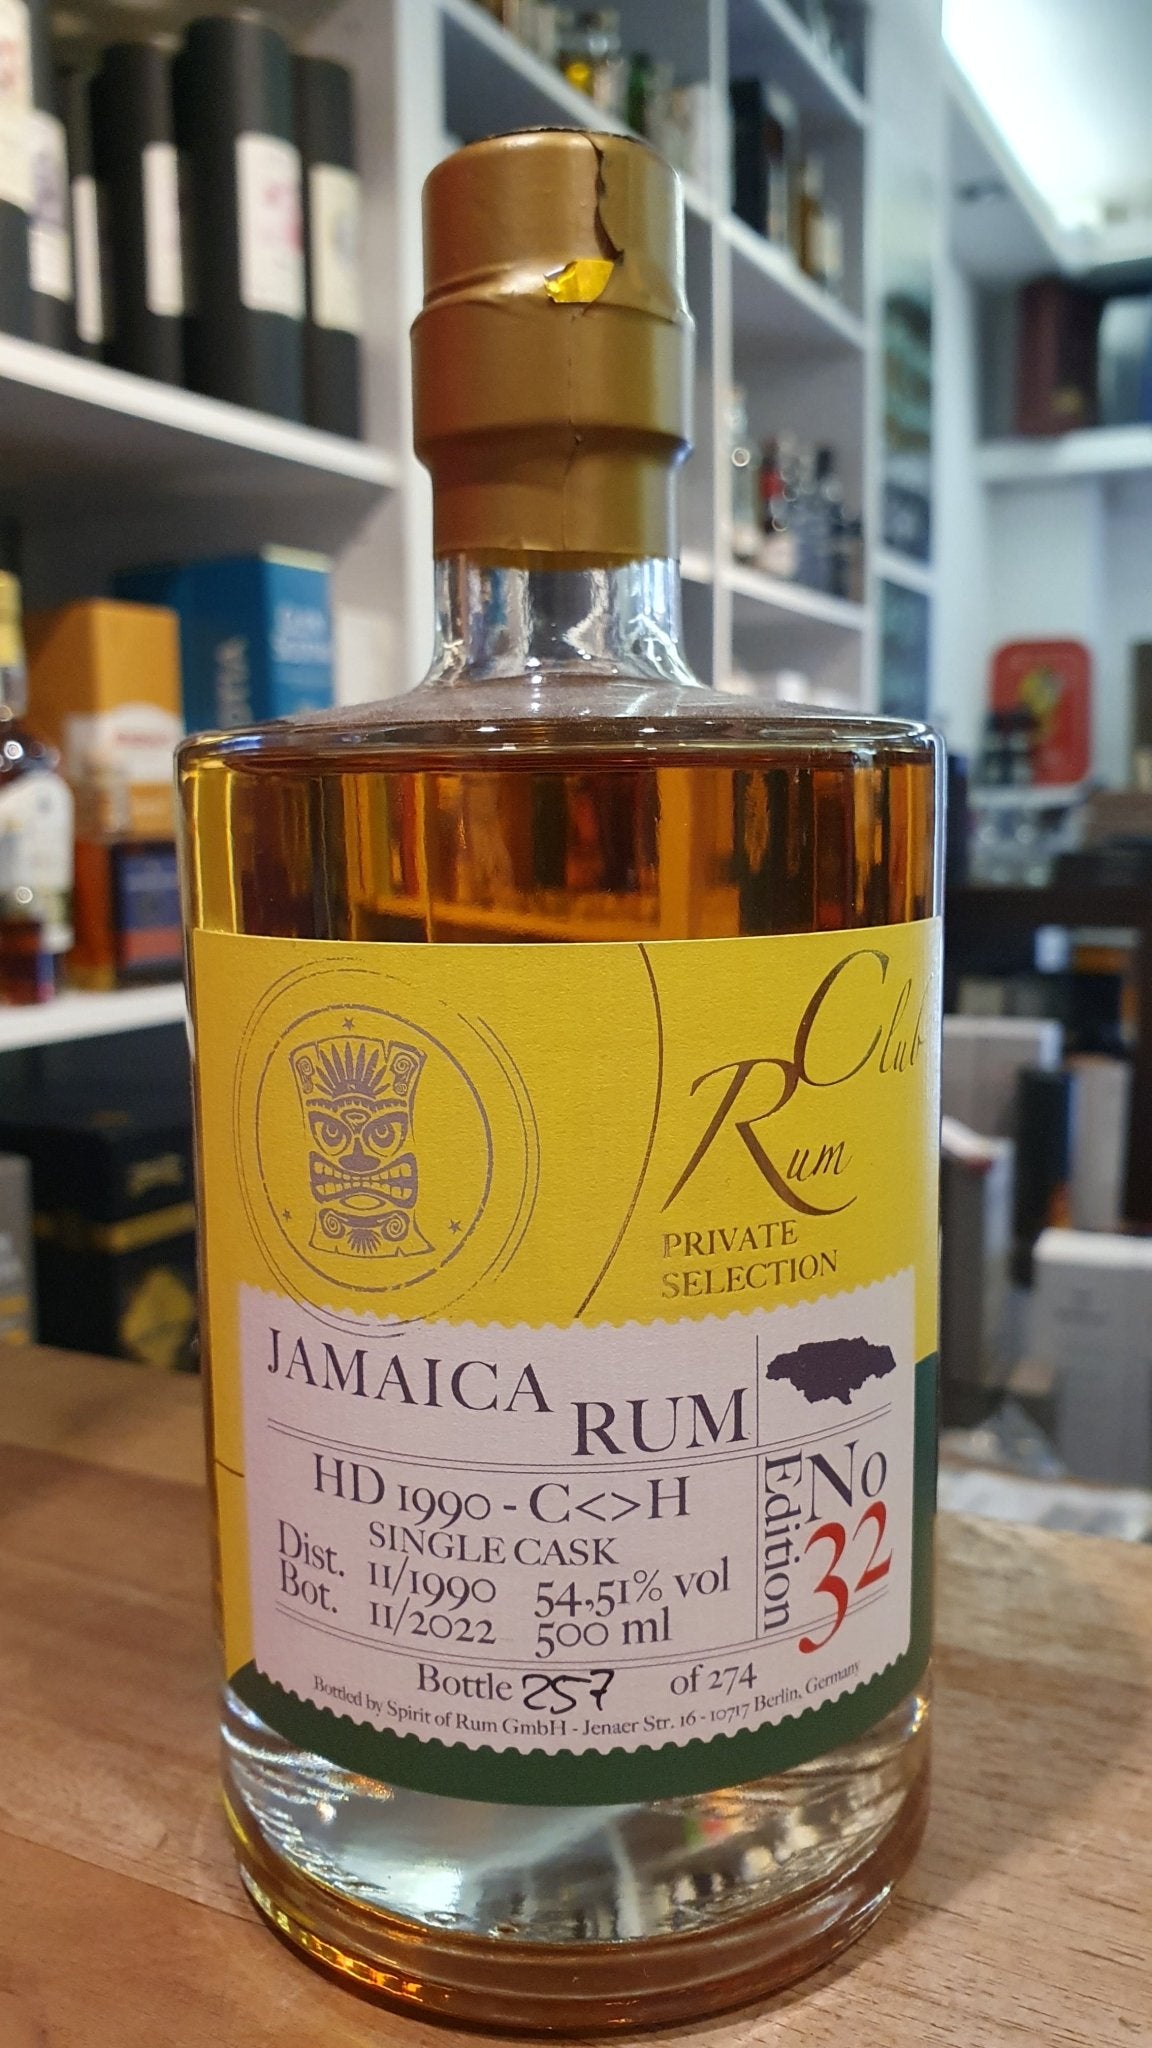 Rum Club
PRIVATE
SELECTION
JAMAICA
RUM
HD 1990 - C<>H
SINGLE CASK
Dist. 11/1990 54,51% vol
Bot. 11/2022 500 ml
Edition No 32
Bottle 257 of 274
Bottled by Spirit of Rum GmbH - Jenaer Str. 16 - 10717 Berlin, Germany